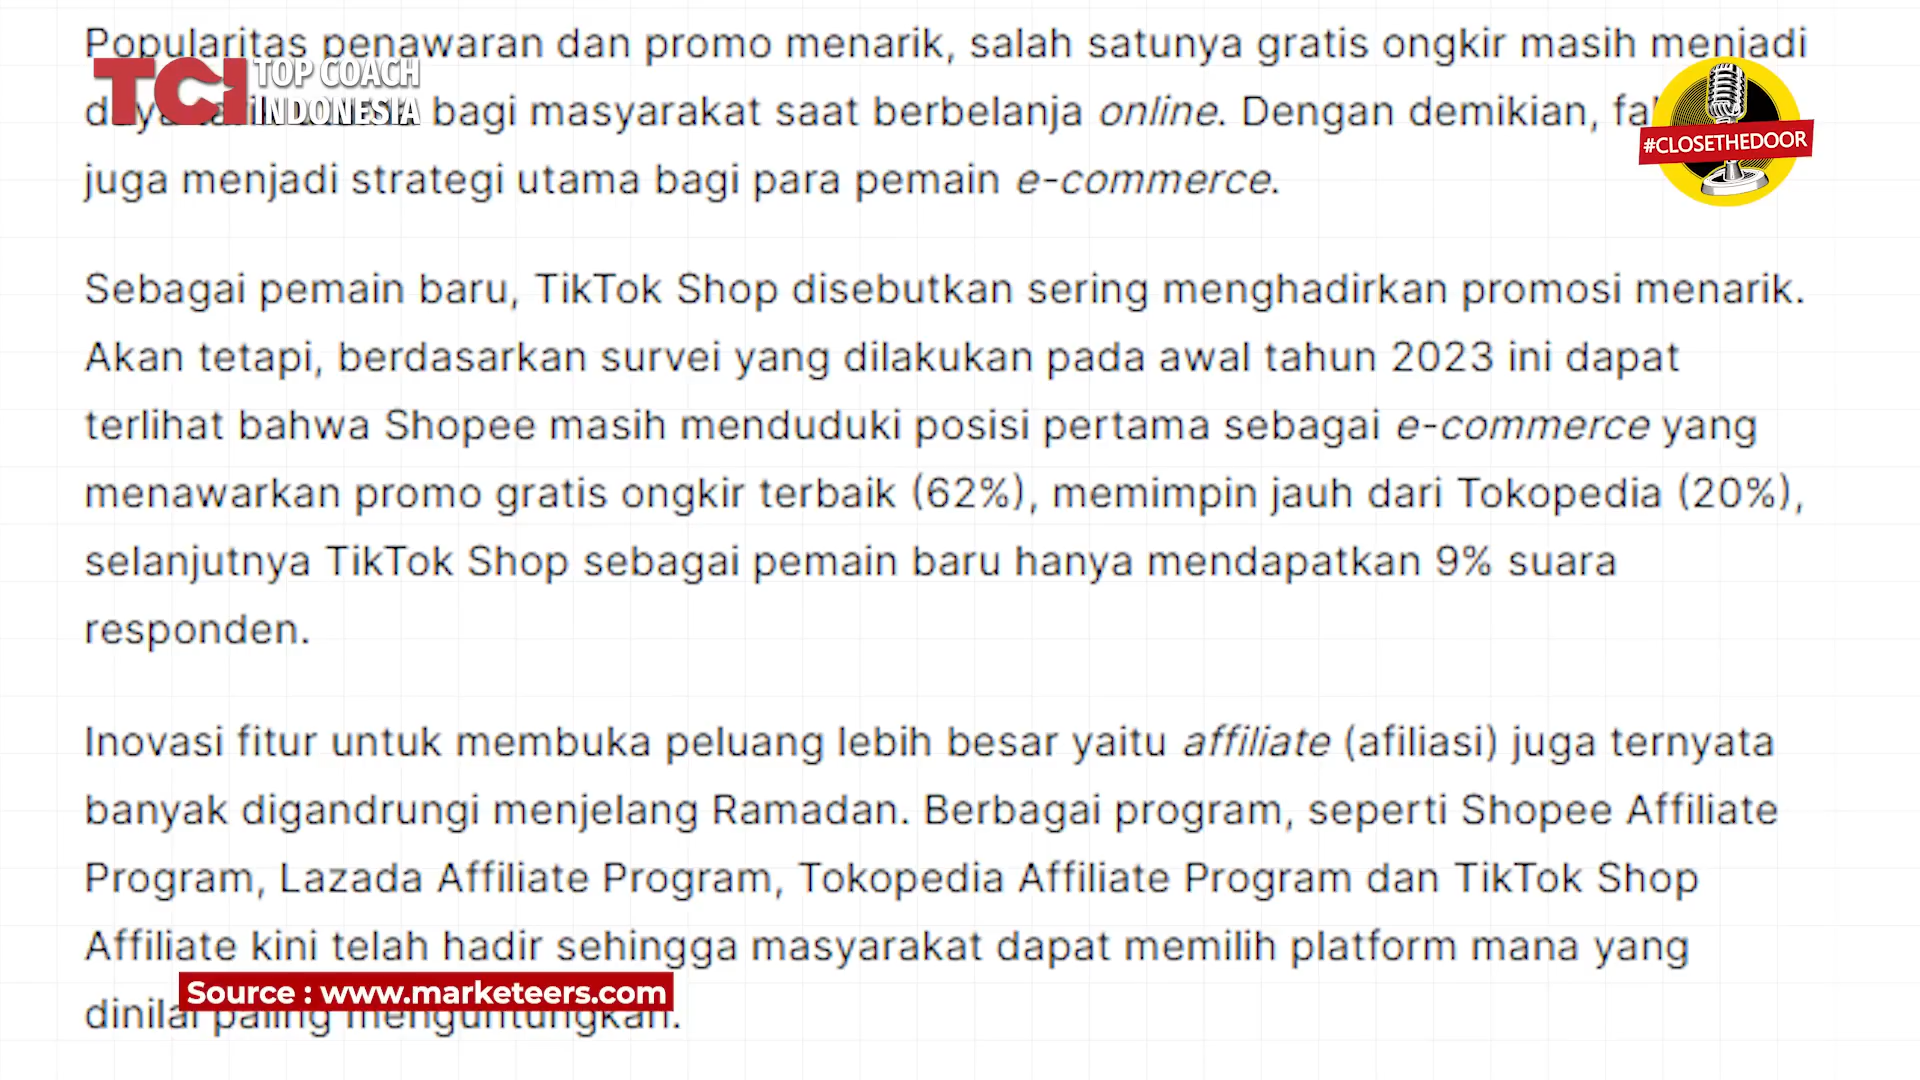 Popularitas penawaran dan promo menarik, salah satunya gratis ongkir masih menjadi
TCI TOP COACH
INDONESIA
bagi masyarakat saat berbelanja online. Dengan demikian,
#CLOSETHEDOOR
juga menjadi strategi utama bagi para pemain e-commerce.
Sebagai pemain baru, TikTok Shop disebutkan sering menghadirkan promosi menarik.
Akan tetapi, berdasarkan survei yang dilakukan pada awal tahun 2023 ini dapat
terlihat bahwa Shopee masih menduduki posisi pertama sebagai e-commerce yang
menawarkan promo gratis ongkir terbaik (62%), memimpin jauh dari Tokopedia (20%),
selanjutnya TikTok Shop sebagai pemain baru hanya mendapatkan 9% suara
responden.
Inovasi fitur untuk membuka peluang lebih besar yaitu affiliate (afiliasi) juga ternyata
banyak digandrungi menjelang Ramadan. Berbagai program, seperti Shopee Affiliate
Program, Lazada Affiliate Program, Tokopedia Affiliate Program dan TikTok Shop
Affiliate kini telah hadir sehingga masyarakat dapat memilih platform mana yang
Source : www.marketeers.com
dinilai paling menguntungkan.